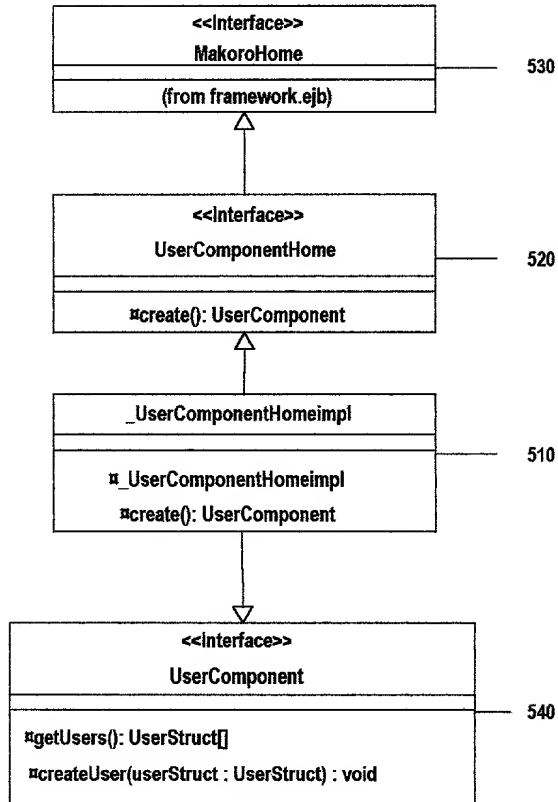 <<Interface>>
MakoroHome
530
(from framework.ejb)
<<Interface>>
UserComponentHome
520
¤create(): UserComponent
_UserComponentHomeimpl
510
¤_UserComponentHomeimpl
¤create(): UserComponent
<<Interface>>
UserComponent
540
¤getUsers(): UserStruct[]
¤createUser(userStruct : UserStruct) : void